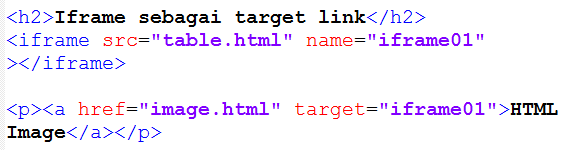 <h2>Iframe sebagai target link</h2>
<iframe src="table.html" name="iframe01"
></iframe>
<p><a href="image.html" target="iframe01">HTML
Image</a></p>